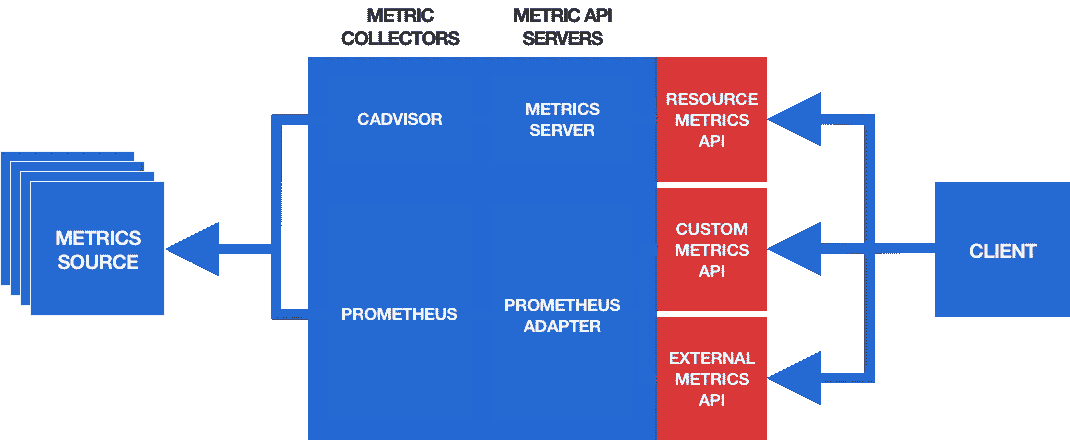 METRIC
COLLECTORS
METRIC API
SERVERS
CADVISOR
METRICS
SERVER
RESOURCE
METRICS
API
METRICS
SOURCE
CUSTOM
METRICS
API
CLIENT
PROMETHEUS
PROMETHEUS
ADAPTER
EXTERNAL
METRICS
API